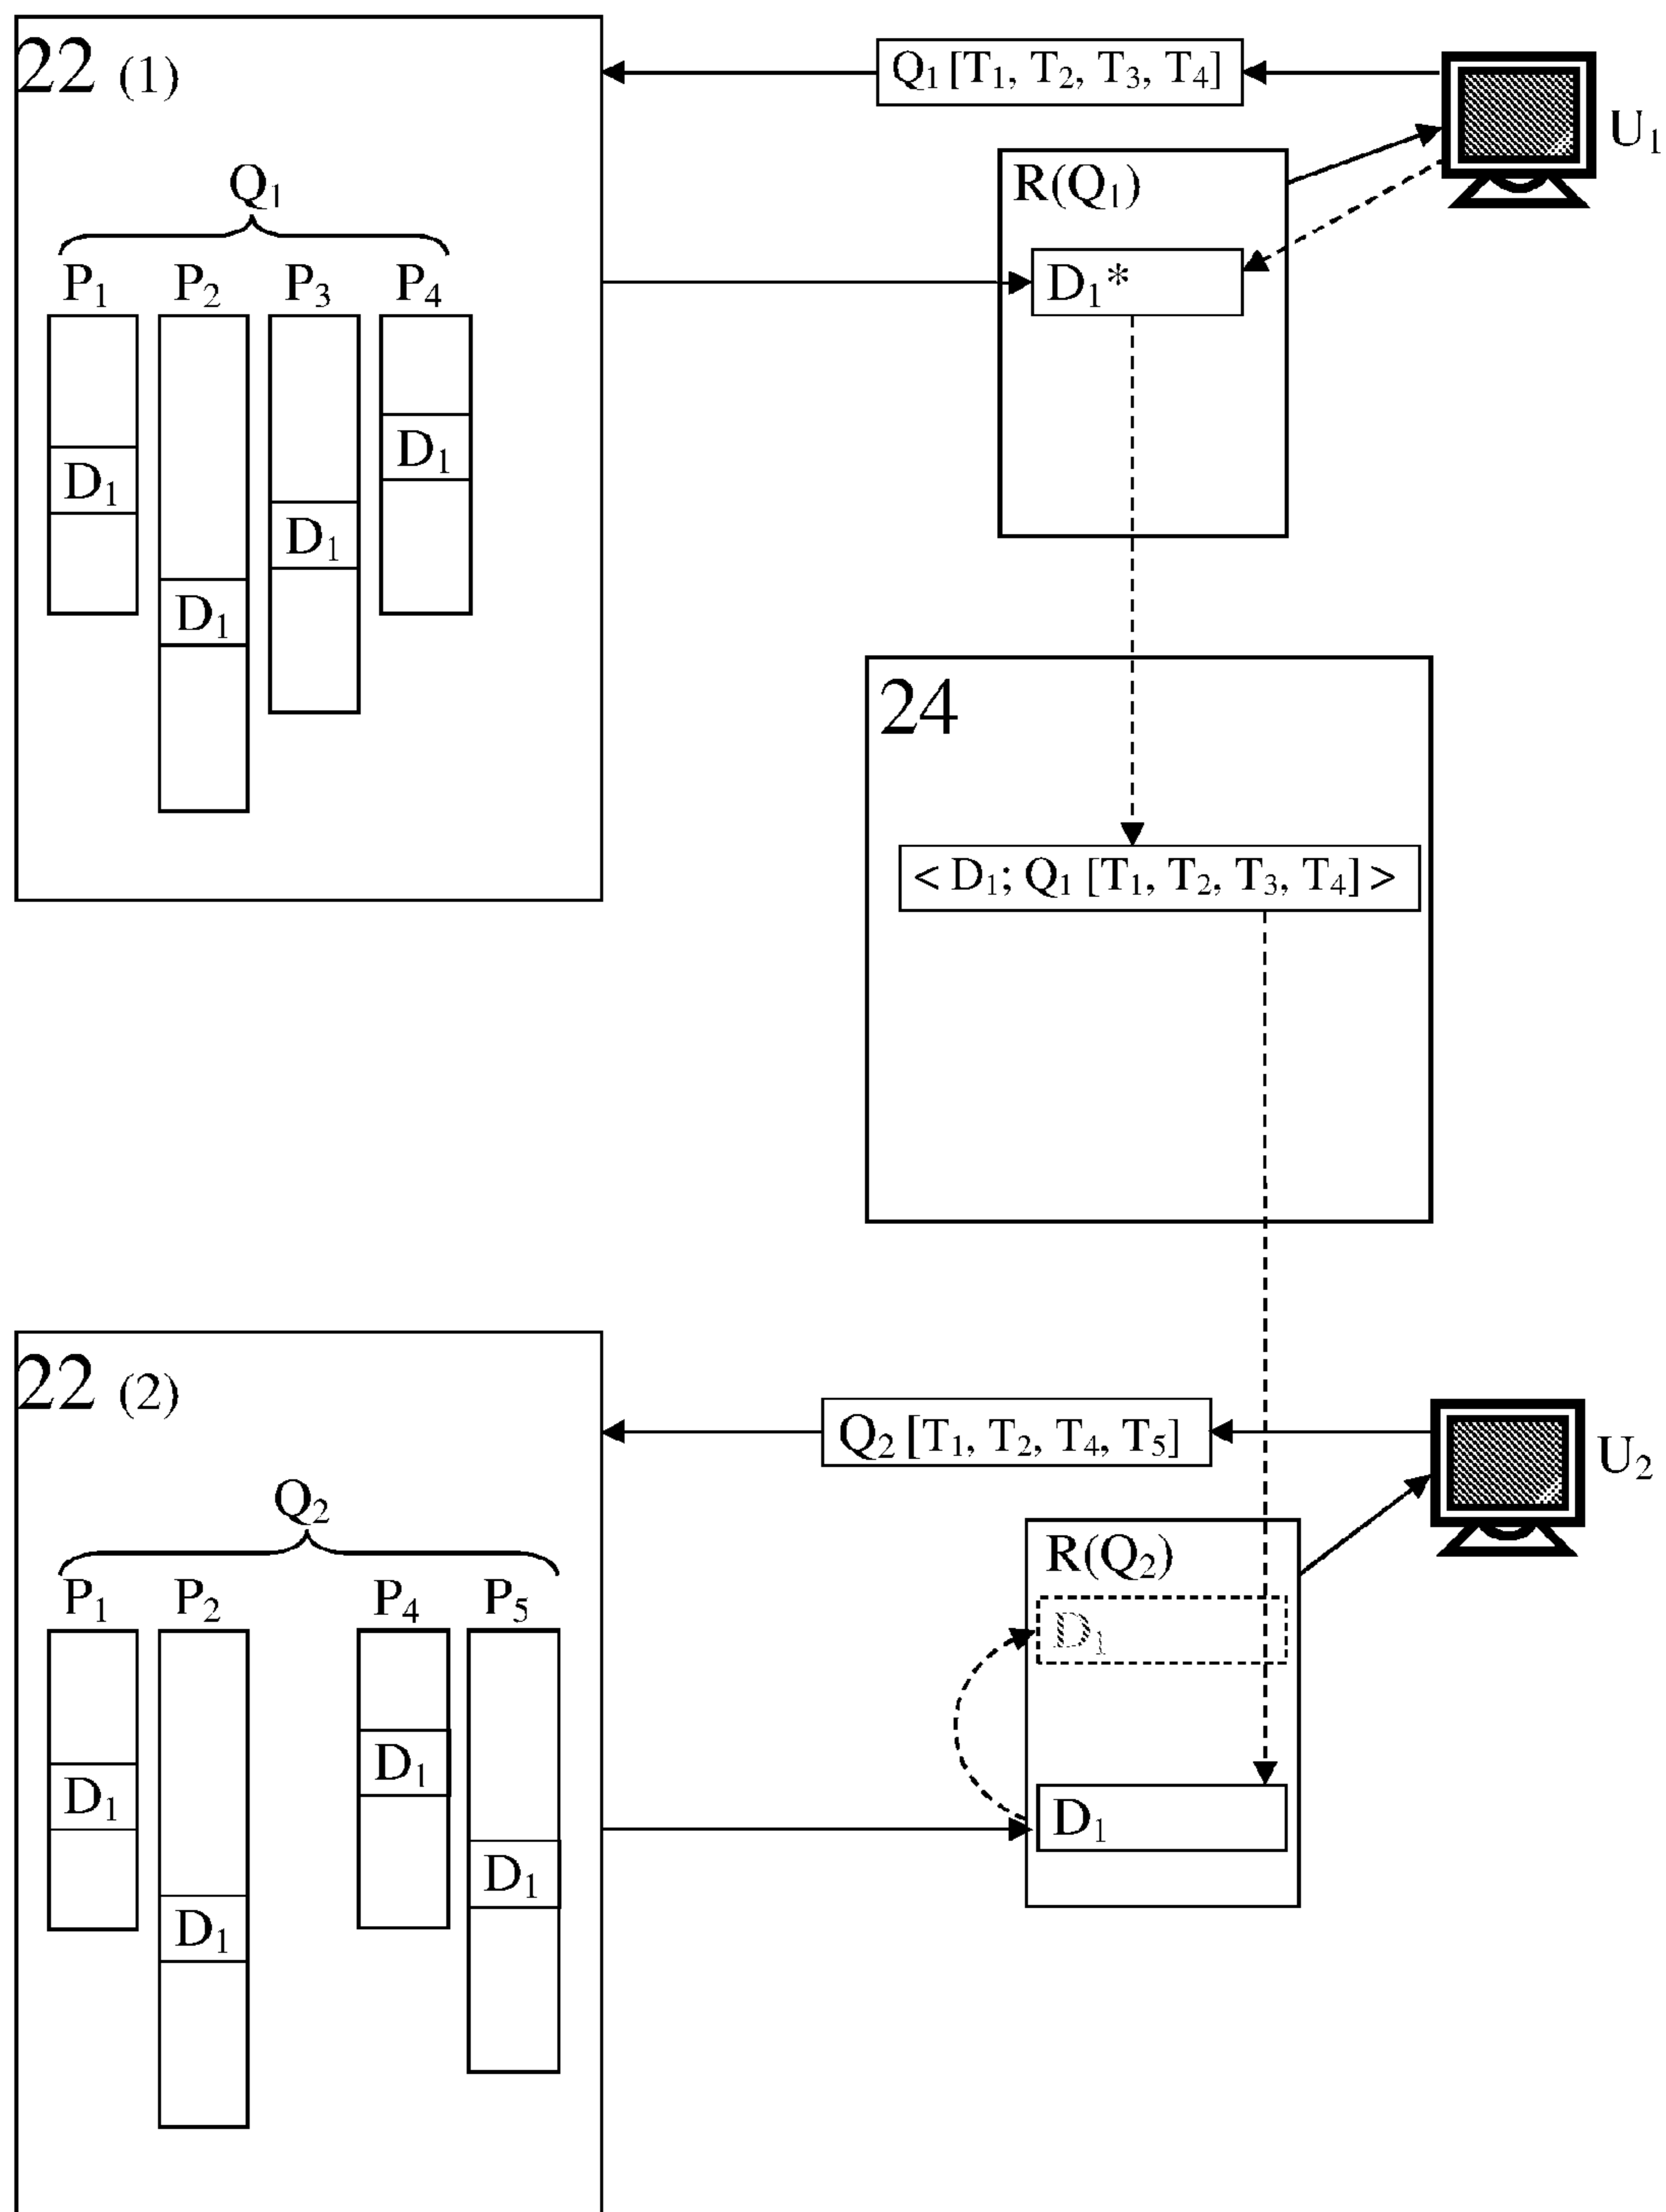 22 (1)
Q₁ [T₁, T₂, T₃, T₄]
U₁
R(Q₁)
Q₁
P₁ P₂ P₃ P₄
D₁*
D₁
D₁
D₁
D₁
24
< D₁; Q₁ [T₁, T₂, T₃, T₄] >
22 (2)
Q₂ [T₁, T₂, T₄, T₅]
U₂
Q₂
R(Q₂)
P₁ P₂ P₄ P₅
D₁
D₁
D₁
D₁
D₁
D₁